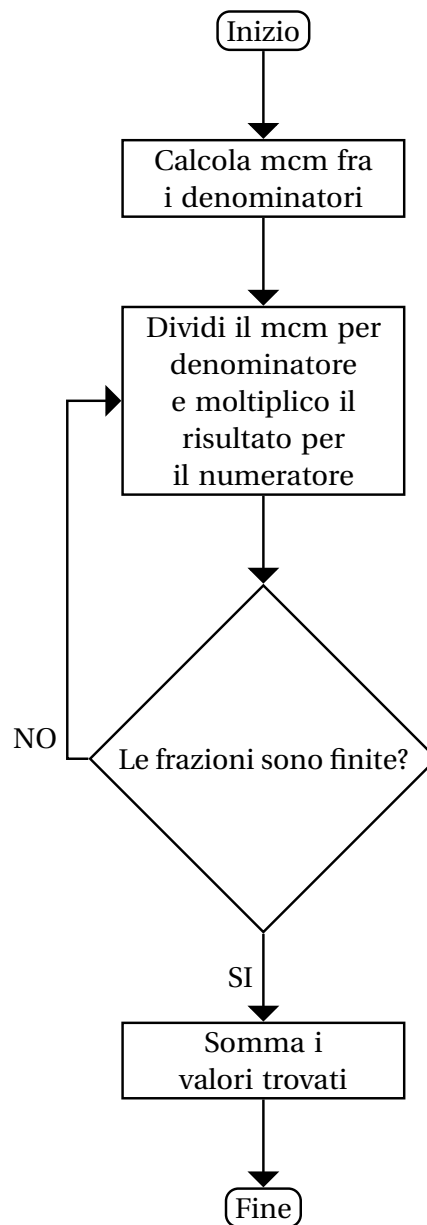 Inizio
Calcola mcm fra
i denominatori
Dividi il mcm per
denominatore
e moltiplico il
risultato per
il numeratore
NO
Le frazioni sono finite?
SI
Somma i
valori trovati
Fine